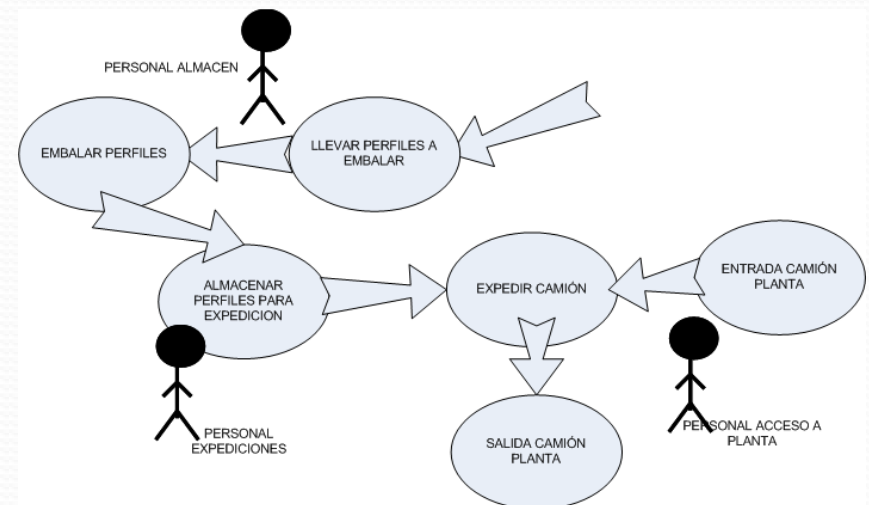 PERSONAL ALMACEN
EMBALAR PERFILES
LLEVAR PERFILES A
EMBALAR
ALMACENAR
PERFILES PARA
EXPEDICION
EXPEDIR CAMIÓN
ENTRADA CAMIÓN
PLANTA
PERSONAL
EXPEDICIONES
SALIDA CAMIÓN
PLANTA
PERSONAL ACCESO A
PLANTA